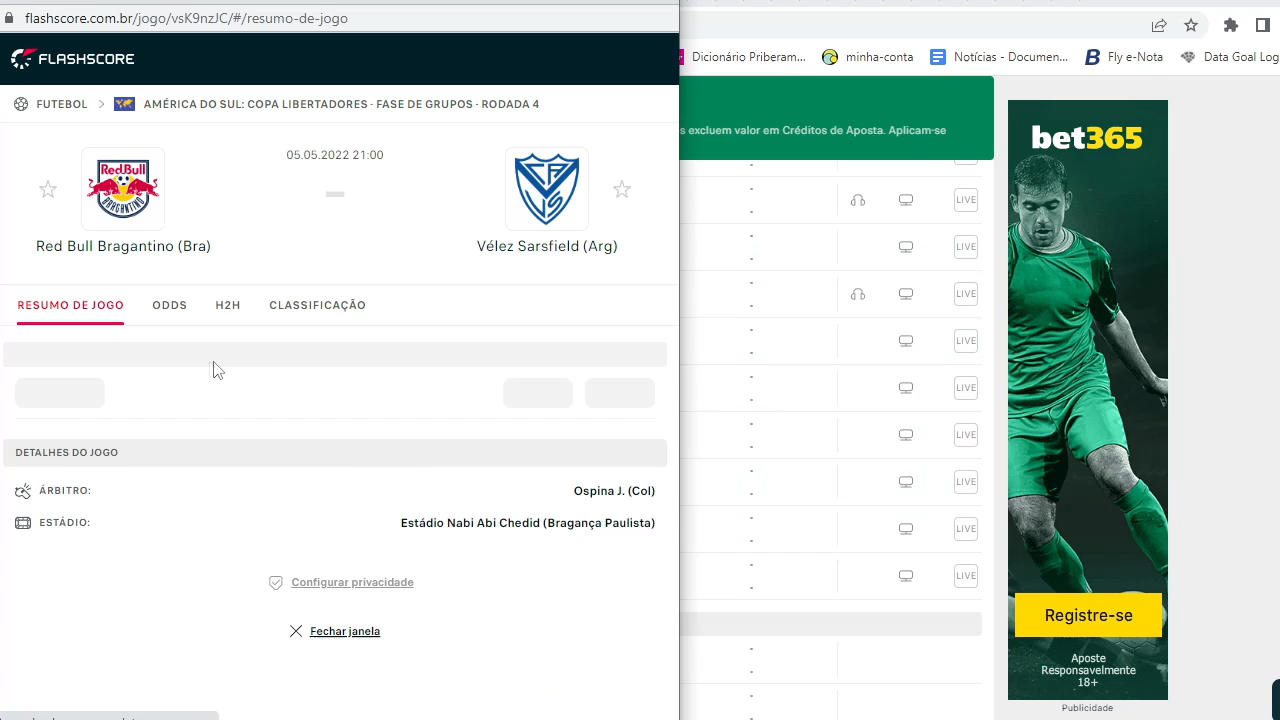 flashscore.com.br/jogo/vsK9nzJC/#/resumo-de-jogo
FLASHSCORE
FUTEBOL > AMÉRICA DO SUL: COPA LIBERTADORES - FASE DE GRUPOS - RODADA 4
05.05.2022 21:00
RedBull
BRAGANTINO
CAVS
Red Bull Bragantino (Bra)
Vélez Sarsfield (Arg)
RESUMO DE JOGO ODDS H2H CLASSIFICAÇÃO
DETALHES DO JOGO
ÁRBITRO: Ospina J. (Col)
ESTÁDIO: Estádio Nabi Abi Chedid (Bragança Paulista)
Configurar privacidade
Fechar janela
Dicionário Priberam... minha-conta Notícias - Documen... Fly e-Nota Data Goal Log
s excluem valor em Créditos de Aposta. Aplicam-se
LIVE
LIVE
LIVE
LIVE
LIVE
LIVE
LIVE
LIVE
LIVE
bet365
Registre-se
Aposte
Responsavelmente
18+
Publicidade